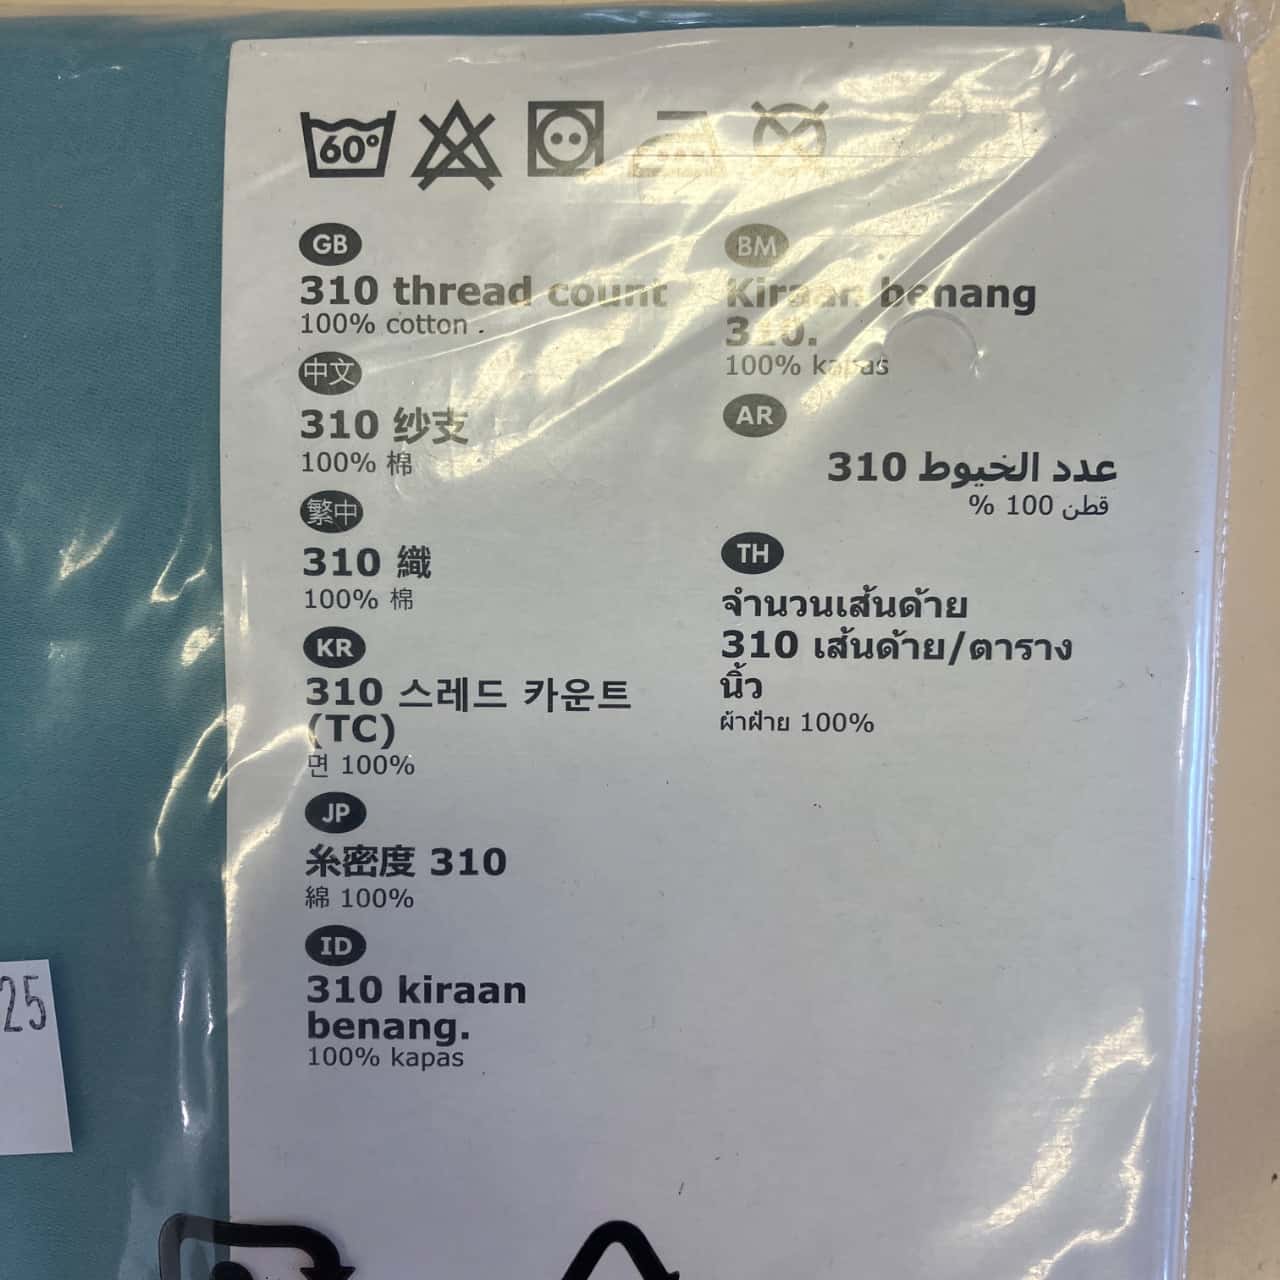 60°
GB
310 thread count
100% cotton .
中文
310 纱支
100% 棉
繁中
310 織
100% 棉
KR
310 스레드 카운트
(TC)
면 100%
JP
糸密度 310
綿 100%
ID
310 kiraan
benang.
100% kapas
BM
Kiraan benang
310.
100% kapas
AR
عدد الخيوط 310
قطن 100 %
TH
จำนวนเส้นด้าย
310 เส้นด้าย/ตาราง
นิ้ว
ผ้าฝ้าย 100%
25